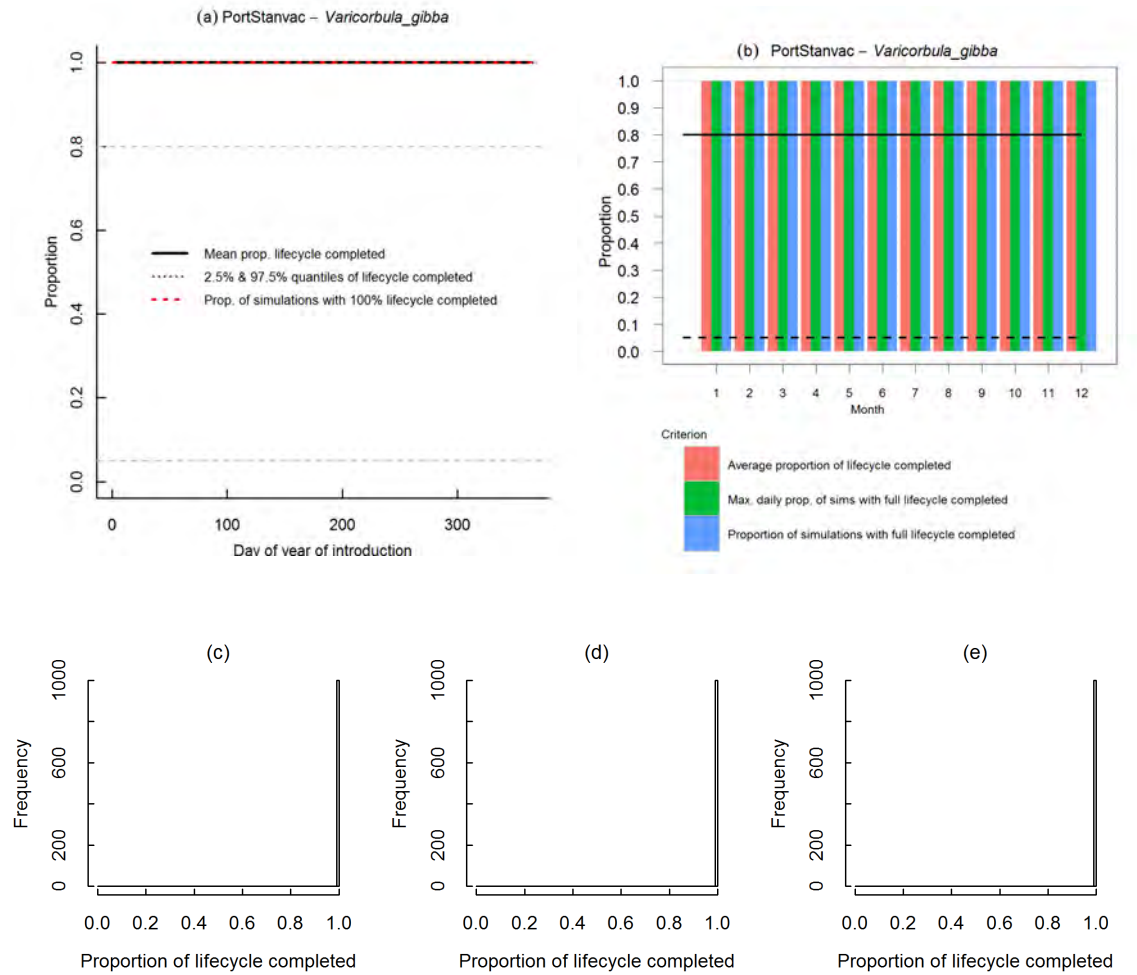 (a) PortStanvac – Varicorbula_gibba
1.0
0.8
0.6
0.4
0.2
0.0
Proportion
Mean prop. lifecycle completed
2.5% & 97.5% quantiles of lifecycle completed
Prop. of simulations with 100% lifecycle completed
0 100 200 300
Day of year of introduction
(b) PortStanvac – Varicorbula_gibba
1.0
0.9
0.8
0.7
0.6
0.5
0.4
0.3
0.2
0.1
0.0
Proportion
1 2 3 4 5 6 7 8 9 10 11 12
Month
Criterion
Average proportion of lifecycle completed
Max. daily prop. of sims with full lifecycle completed
Proportion of simulations with full lifecycle completed
(c)
1000
600
200
0
Frequency
0.0 0.2 0.4 0.6 0.8 1.0
Proportion of lifecycle completed
(d)
1000
600
200
0
Frequency
0.0 0.2 0.4 0.6 0.8 1.0
Proportion of lifecycle completed
(e)
1000
600
200
0
Frequency
0.0 0.2 0.4 0.6 0.8 1.0
Proportion of lifecycle completed